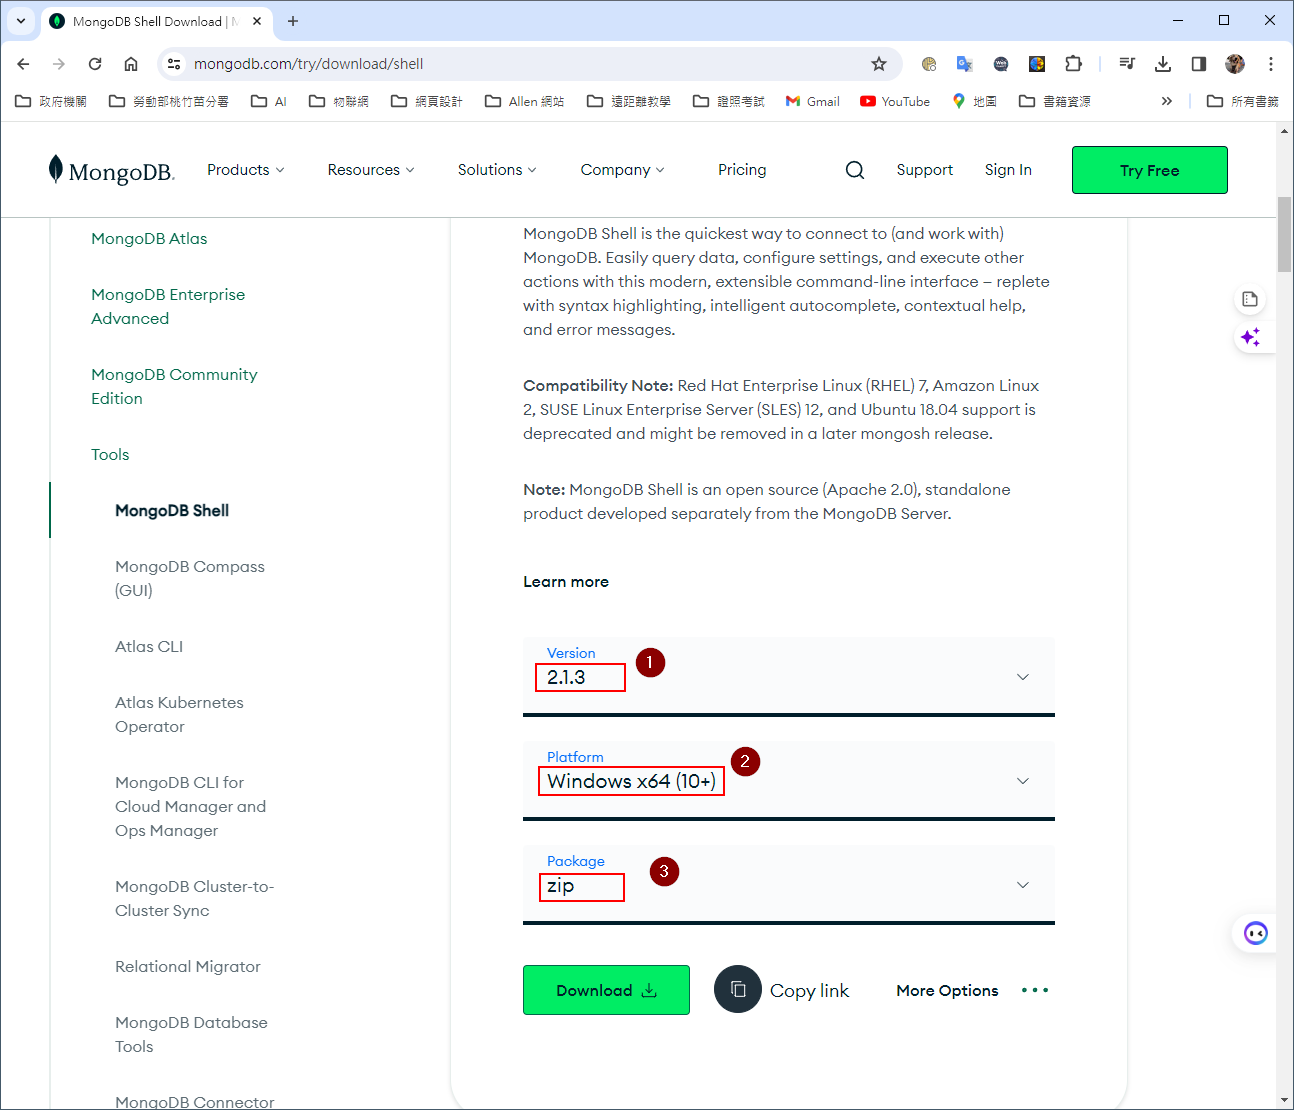 MongoDB Shell Download | M
mongodb.com/try/download/shell
政府機關
勞動部桃竹苗分署
AI
物聯網
網頁設計
Allen 網站
遠距離教學
證照考試
Gmail
YouTube
地圖
書籍資源
所有書籤
MongoDB.
Products
Resources
Solutions
Company
Pricing
Support
Sign In
Try Free
MongoDB Atlas
MongoDB Enterprise
Advanced
MongoDB Community
Edition
Tools
MongoDB Shell
MongoDB Compass
(GUI)
Atlas CLI
Atlas Kubernetes
Operator
MongoDB CLI for
Cloud Manager and
Ops Manager
MongoDB Cluster-to-
Cluster Sync
Relational Migrator
MongoDB Database
Tools
MongoDB Connector
MongoDB Shell is the quickest way to connect to (and work with)
MongoDB. Easily query data, configure settings, and execute other
actions with this modern, extensible command-line interface — replete
with syntax highlighting, intelligent autocomplete, contextual help,
and error messages.
Compatibility Note: Red Hat Enterprise Linux (RHEL) 7, Amazon Linux
2, SUSE Linux Enterprise Server (SLES) 12, and Ubuntu 18.04 support is
deprecated and might be removed in a later mongosh release.
Note: MongoDB Shell is an open source (Apache 2.0), standalone
product developed separately from the MongoDB Server.
Learn more
Version
2.1.3
1
Platform
Windows x64 (10+)
2
Package
zip
3
Download
Copy link
More Options